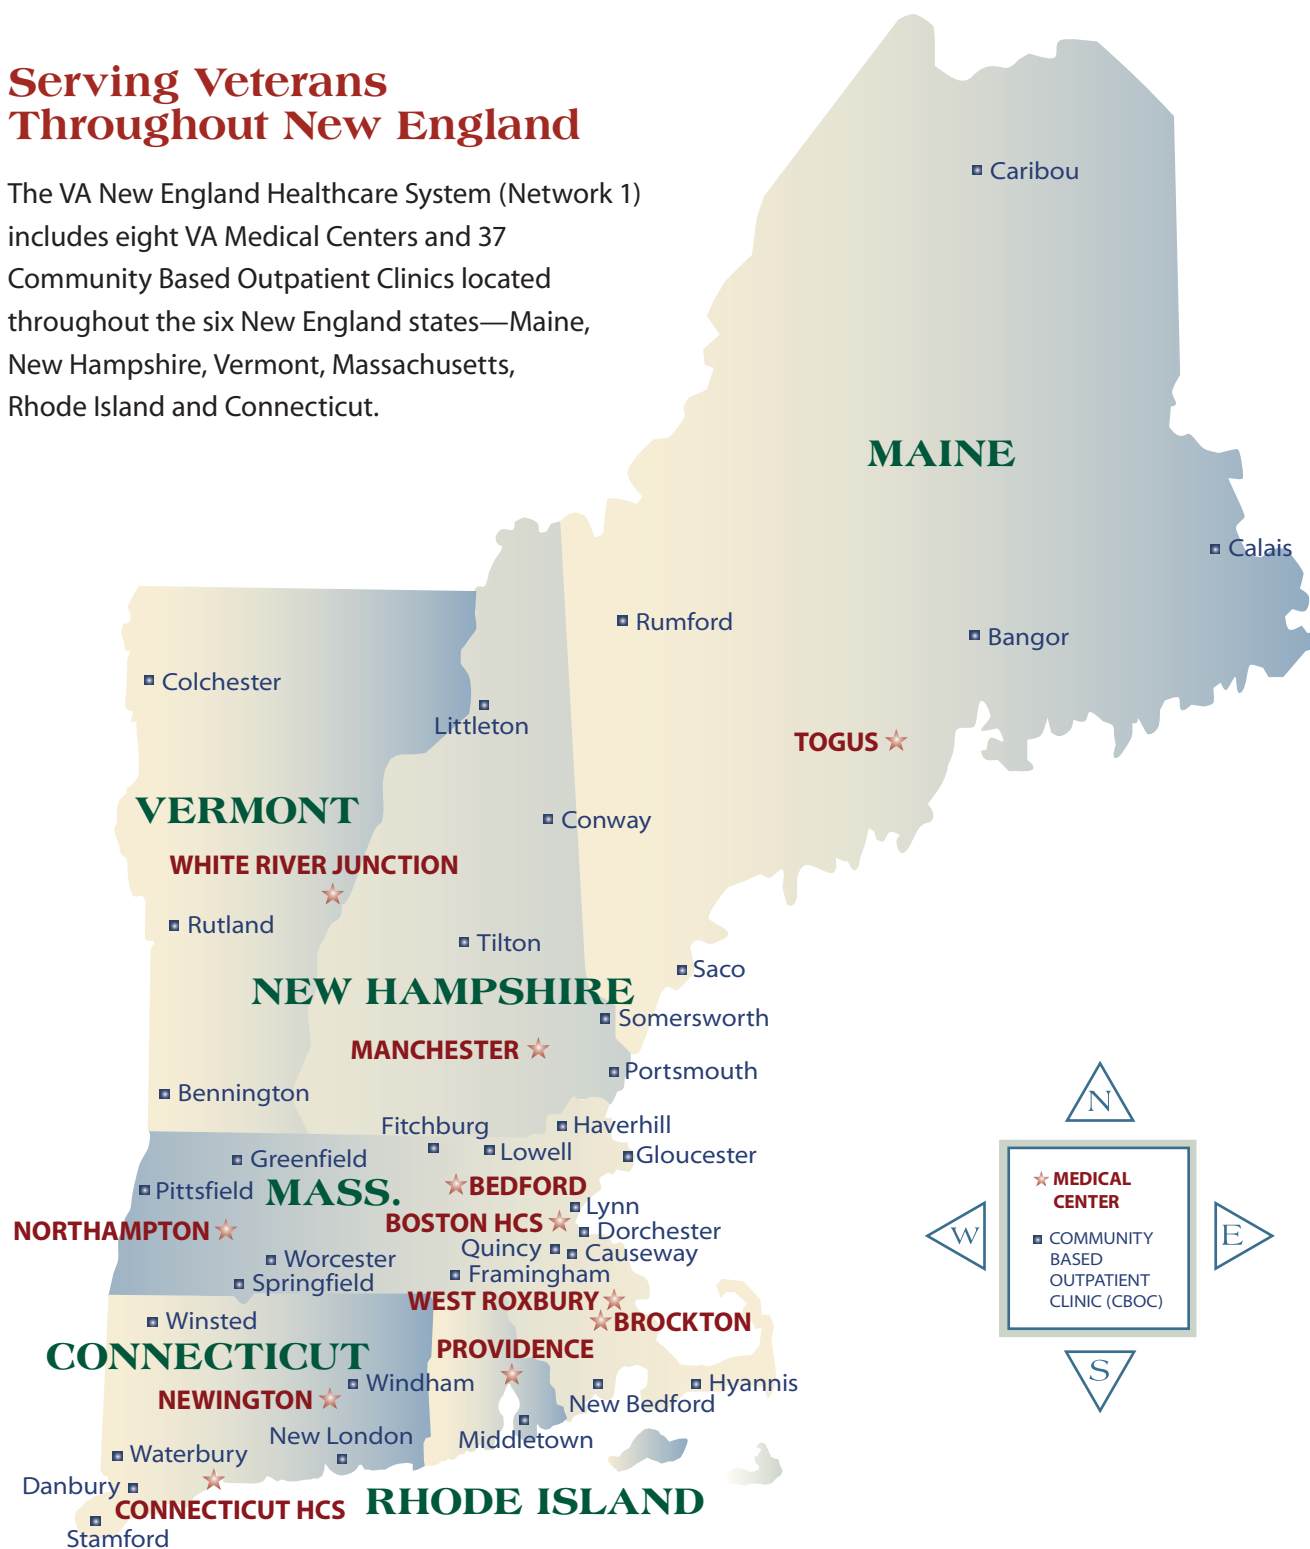 Serving Veterans
Throughout New England
The VA New England Healthcare System (Network 1)
includes eight VA Medical Centers and 37
Community Based Outpatient Clinics located
throughout the six New England states—Maine,
New Hampshire, Vermont, Massachusetts,
Rhode Island and Connecticut.
Caribou
MAINE
Calais
Rumford
Bangor
Colchester
Littleton
TOGUS
VERMONT
Conway
WHITE RIVER JUNCTION
Rutland
Tilton
Saco
NEW HAMPSHIRE
Somersworth
MANCHESTER
Portsmouth
Bennington
Fitchburg
Haverhill
Lowell
Gloucester
Greenfield
Pittsfield
MASS.
BEDFORD
Lynn
NORTHAMPTON
BOSTON HCS
Dorchester
Quincy
Causeway
Worcester
Framingham
Springfield
WEST ROXBURY
Winsted
BROCKTON
CONNECTICUT
PROVIDENCE
Windham
Hyannis
NEWINGTON
New Bedford
New London
Middletown
Waterbury
Danbury
CONNECTICUT HCS
RHODE ISLAND
Stamford
N
MEDICAL
CENTER
W
E
COMMUNITY
BASED
OUTPATIENT
CLINIC (CBOC)
S